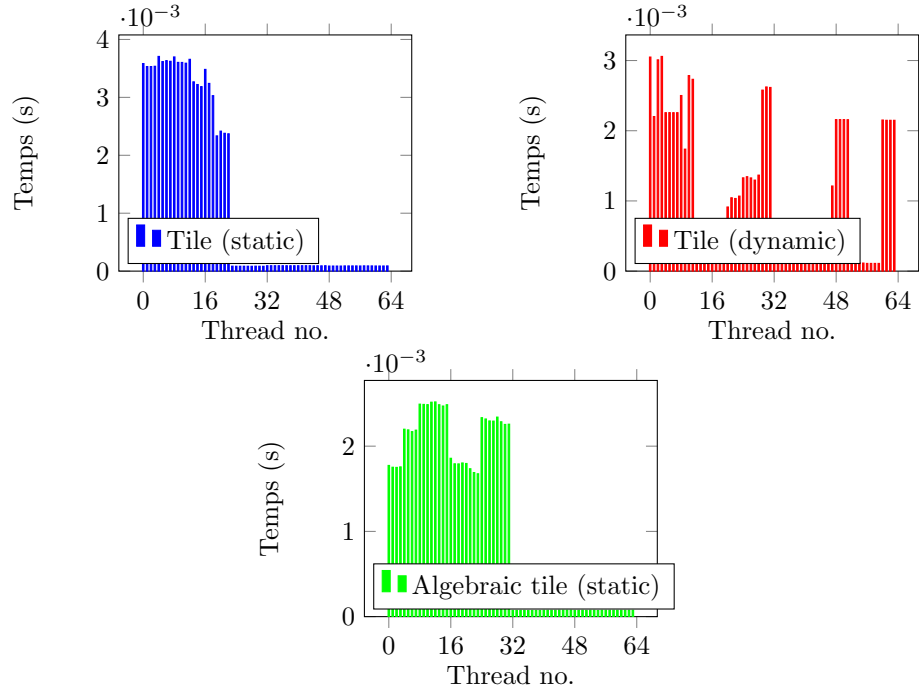 ·10−3
4
3
2
1
0
Temps (s)
Tile (static)
0 16 32 48 64
Thread no.
·10−3
3
2
1
0
Temps (s)
Tile (dynamic)
0 16 32 48 64
Thread no.
·10−3
2
1
0
Temps (s)
Algebraic tile (static)
0 16 32 48 64
Thread no.